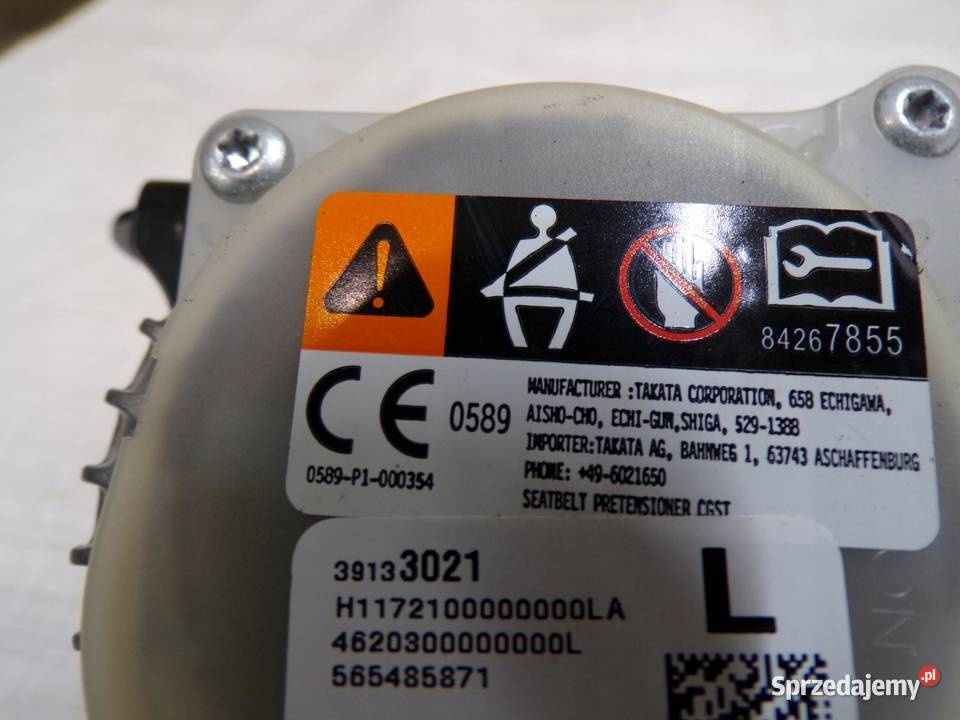 84267855
CE 0589
0589-P1-000354
MANUFACTURER :TAKATA CORPORATION, 658 ECHIGAWA,
AISHO-CHO, ECHI-GUN,SHIGA, 529-1388
IMPORTER:TAKATA AG, BAHNWEG 1, 63743 ASCHAFFENBURG
PHONE: +49-6021650
SEATBELT PRETENSIONER CGST
39133021
L
H1172100000000LA
4620300000000L
565485871
Sprzedajemy.pl